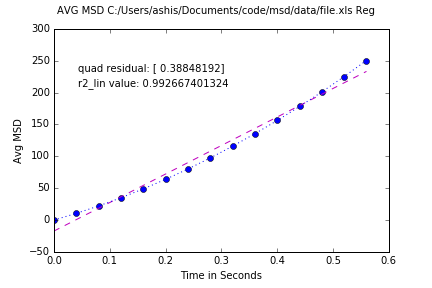 AVG MSD C:/Users/ashis/Documents/code/msd/data/file.xls Reg
300
250
200
150
100
50
0
−50
quad residual: [ 0.38848192]
r2_lin value: 0.992667401324
Avg MSD
0.0 0.1 0.2 0.3 0.4 0.5 0.6
Time in Seconds